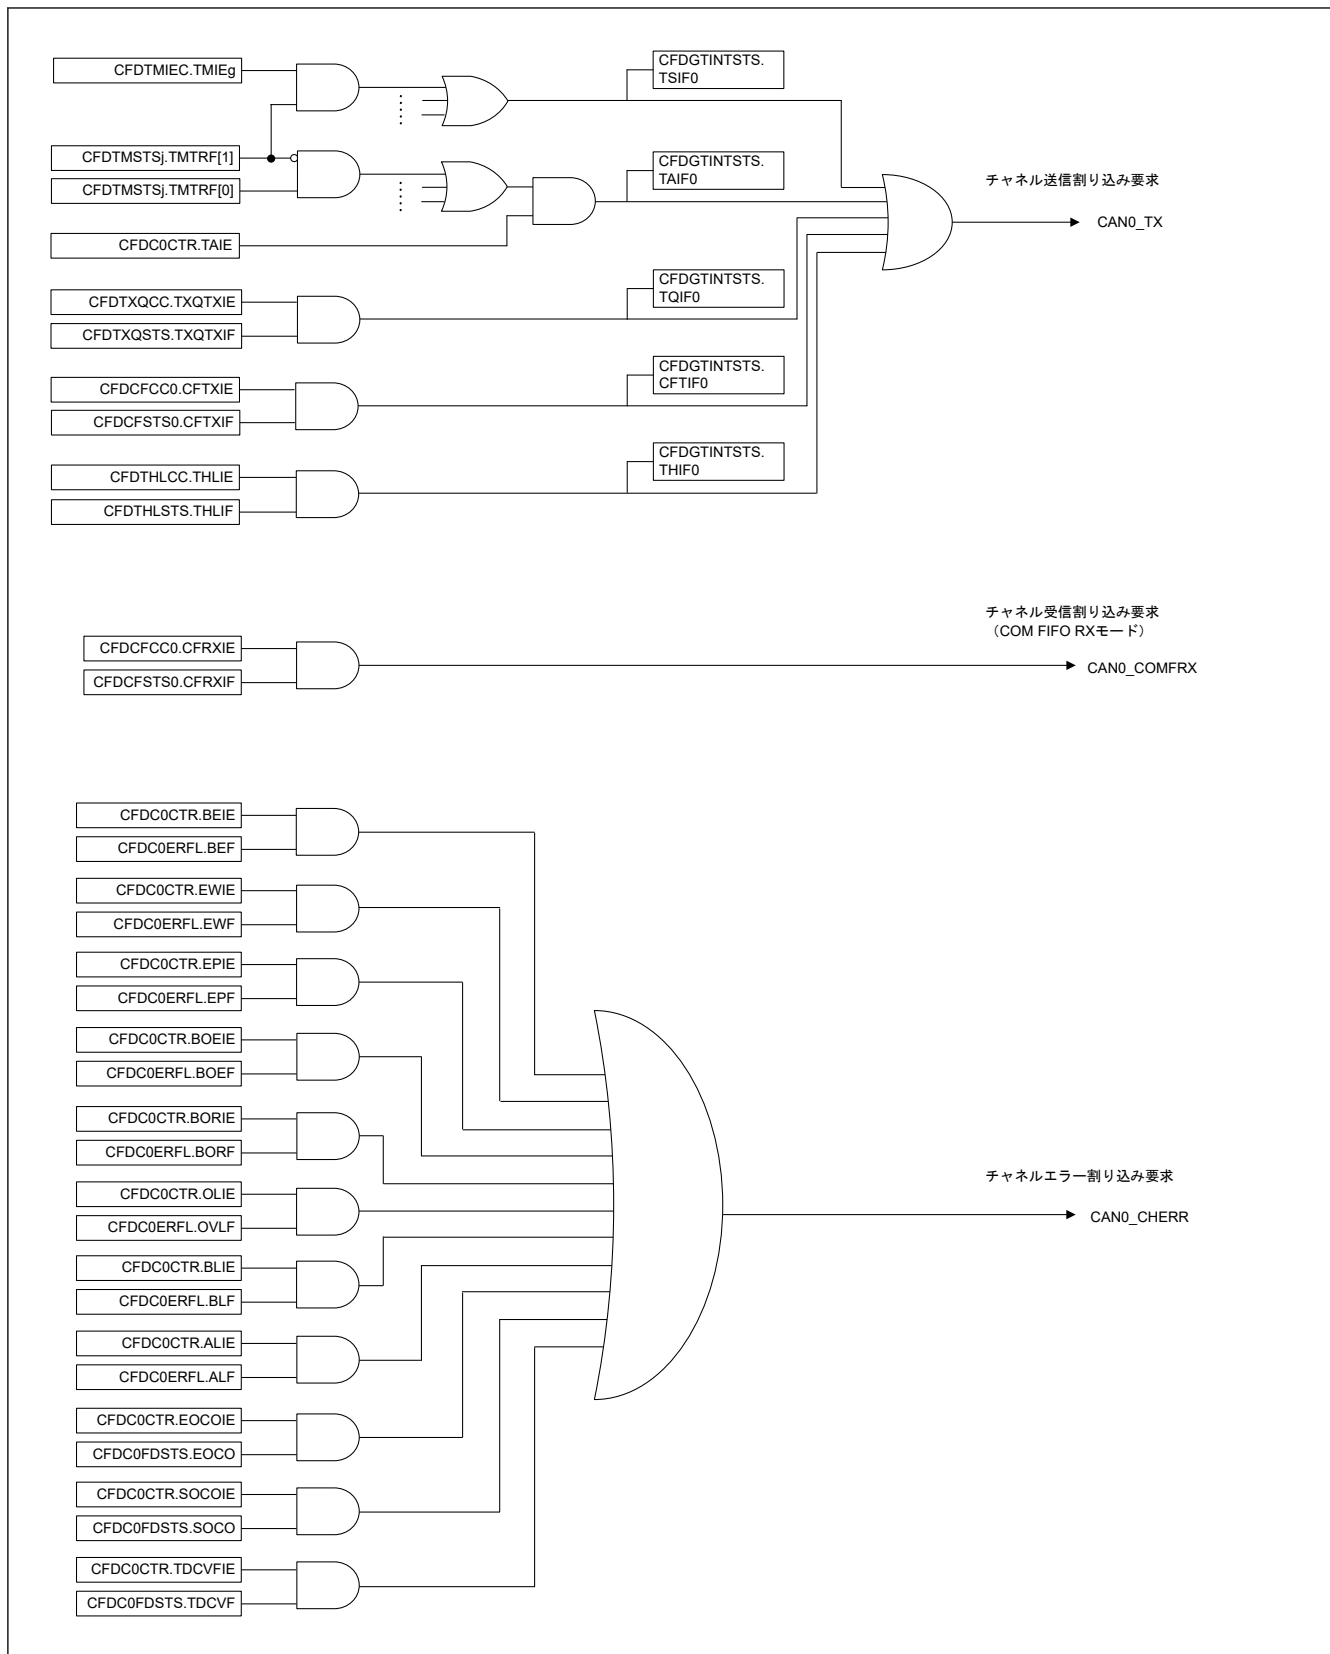 CFDTMIEC.TMIEg
CFDGTINTSTS.
TSIF0
CFDTMSTSj.TMTRF[1]
CFDTMSTSj.TMTRF[0]
CFDGTINTSTS.
TAIF0
チャネル送信割り込み要求
CAN0_TX
CFDC0CTR.TAIE
CFDTXQCC.TXQTXIE
CFDTXQSTS.TXQTXIF
CFDGTINTSTS.
TQIF0
CFDCFCC0.CFTXIE
CFDCFSTS0.CFTXIF
CFDGTINTSTS.
CFTIF0
CFDTHLCC.THLIE
CFDTHLSTS.THLIF
CFDGTINTSTS.
THIF0
チャネル受信割り込み要求
（COM FIFO RXモード）
CFDCFCC0.CFRXIE
CFDCFSTS0.CFRXIF
CAN0_COMFRX
CFDC0CTR.BEIE
CFDC0ERFL.BEF
CFDC0CTR.EWIE
CFDC0ERFL.EWF
CFDC0CTR.EPIE
CFDC0ERFL.EPF
CFDC0CTR.BOEIE
CFDC0ERFL.BOEF
CFDC0CTR.BORIE
CFDC0ERFL.BORF
チャネルエラー割り込み要求
CAN0_CHERR
CFDC0CTR.OLIE
CFDC0ERFL.OVLF
CFDC0CTR.BLIE
CFDC0ERFL.BLF
CFDC0CTR.ALIE
CFDC0ERFL.ALF
CFDC0CTR.EOCOIE
CFDC0FDSTS.EOCO
CFDC0CTR.SOCOIE
CFDC0FDSTS.SOCO
CFDC0CTR.TDCVFIE
CFDC0FDSTS.TDCVF